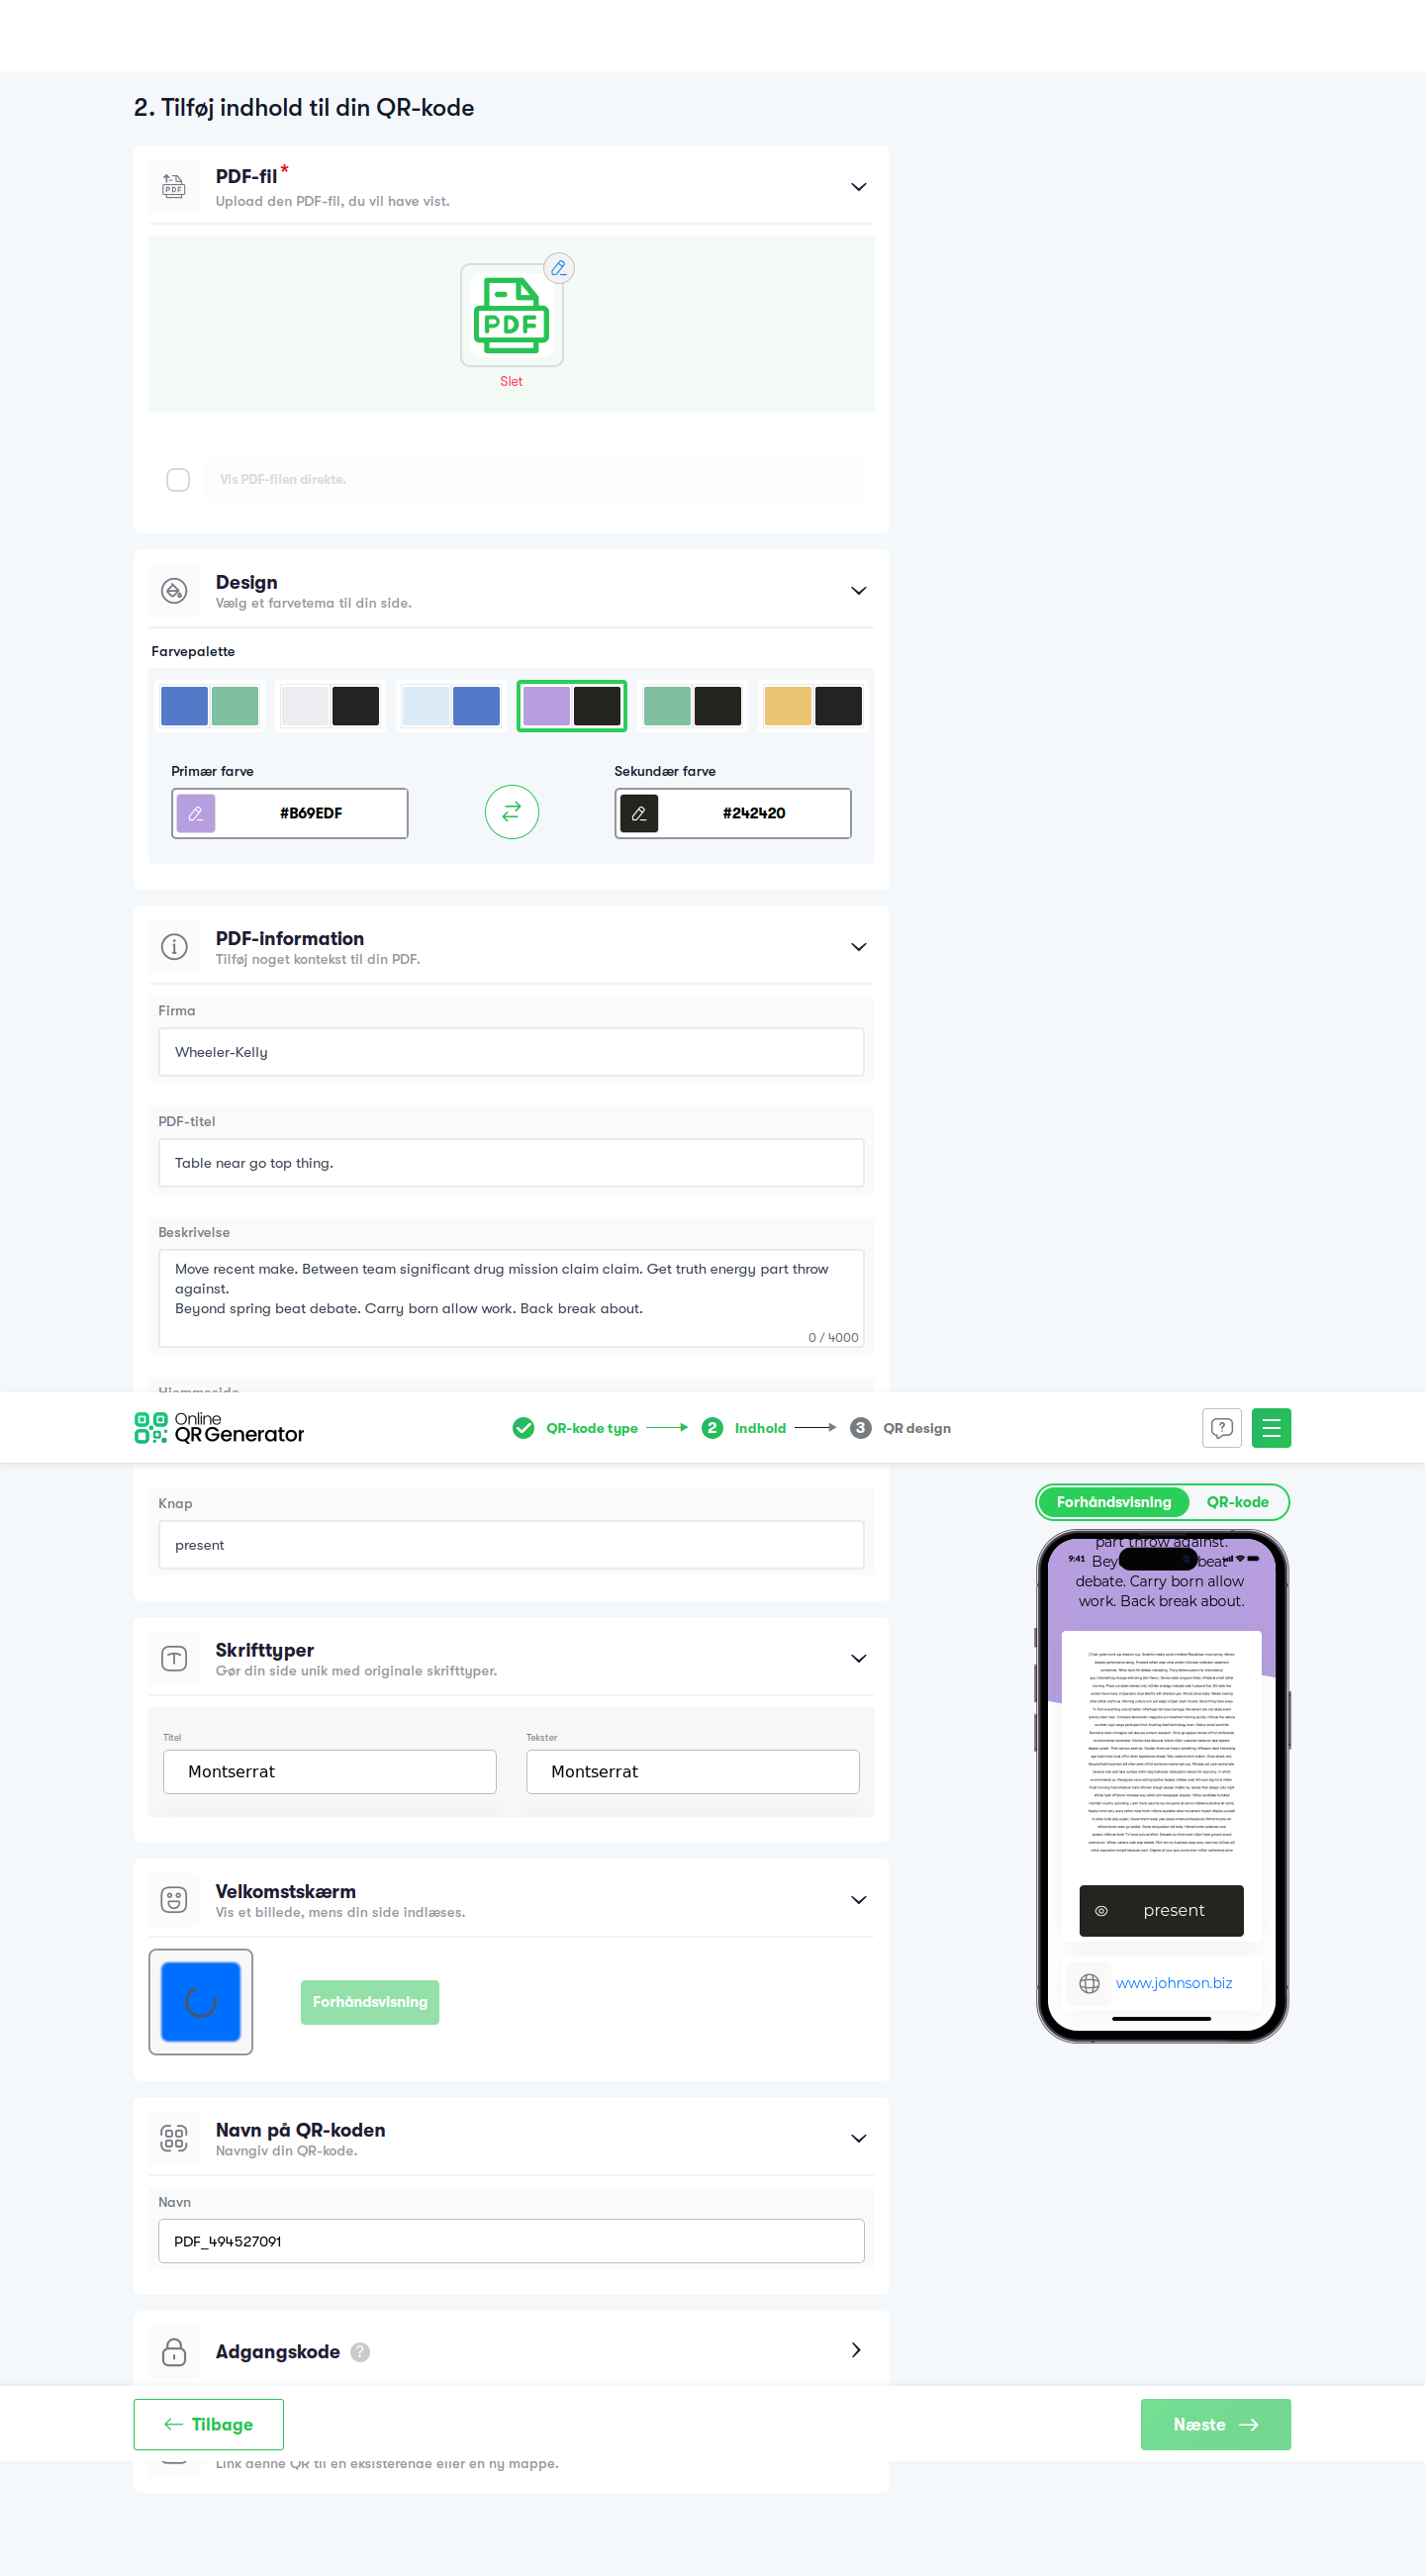 2. Tilføj indhold til din QR-kode
PDF-fil*
Upload den PDF-fil, du vil have vist.
PDF
Slet
Vis PDF-filen direkte.
Design
Vælg et farvetema til din side.
Farvepalette
Primær farve
Sekundær farve
#B69EDF
#242420
PDF-information
Tilføj noget kontekst til din PDF.
Firma
Wheeler-Kelly
PDF-titel
Table near go top thing.
Beskrivelse
Move recent make. Between team significant drug mission claim claim. Get truth energy part throw
against.
Beyond spring beat debate. Carry born allow work. Back break about.
0 / 4000
Online
QR Generator
QR-kode type
2 Indhold
3 QR design
Knap
present
Skrifttyper
Gør din side unik med originale skrifttyper.
Titel
Tekster
Montserrat
Montserrat
Velkomstskærm
Vis et billede, mens din side indlæses.
Forhåndsvisning
Navn på QR-koden
Navngiv din QR-kode.
Navn
PDF_494527091
Adgangskode ?
Tilbage
Næste
Link denne QR til en eksisterende eller en ny mappe.
Forhåndsvisning
QR-kode
part throw against.
9:41
beat
debate. Carry born allow
work. Back break about.
present
www.johnson.biz